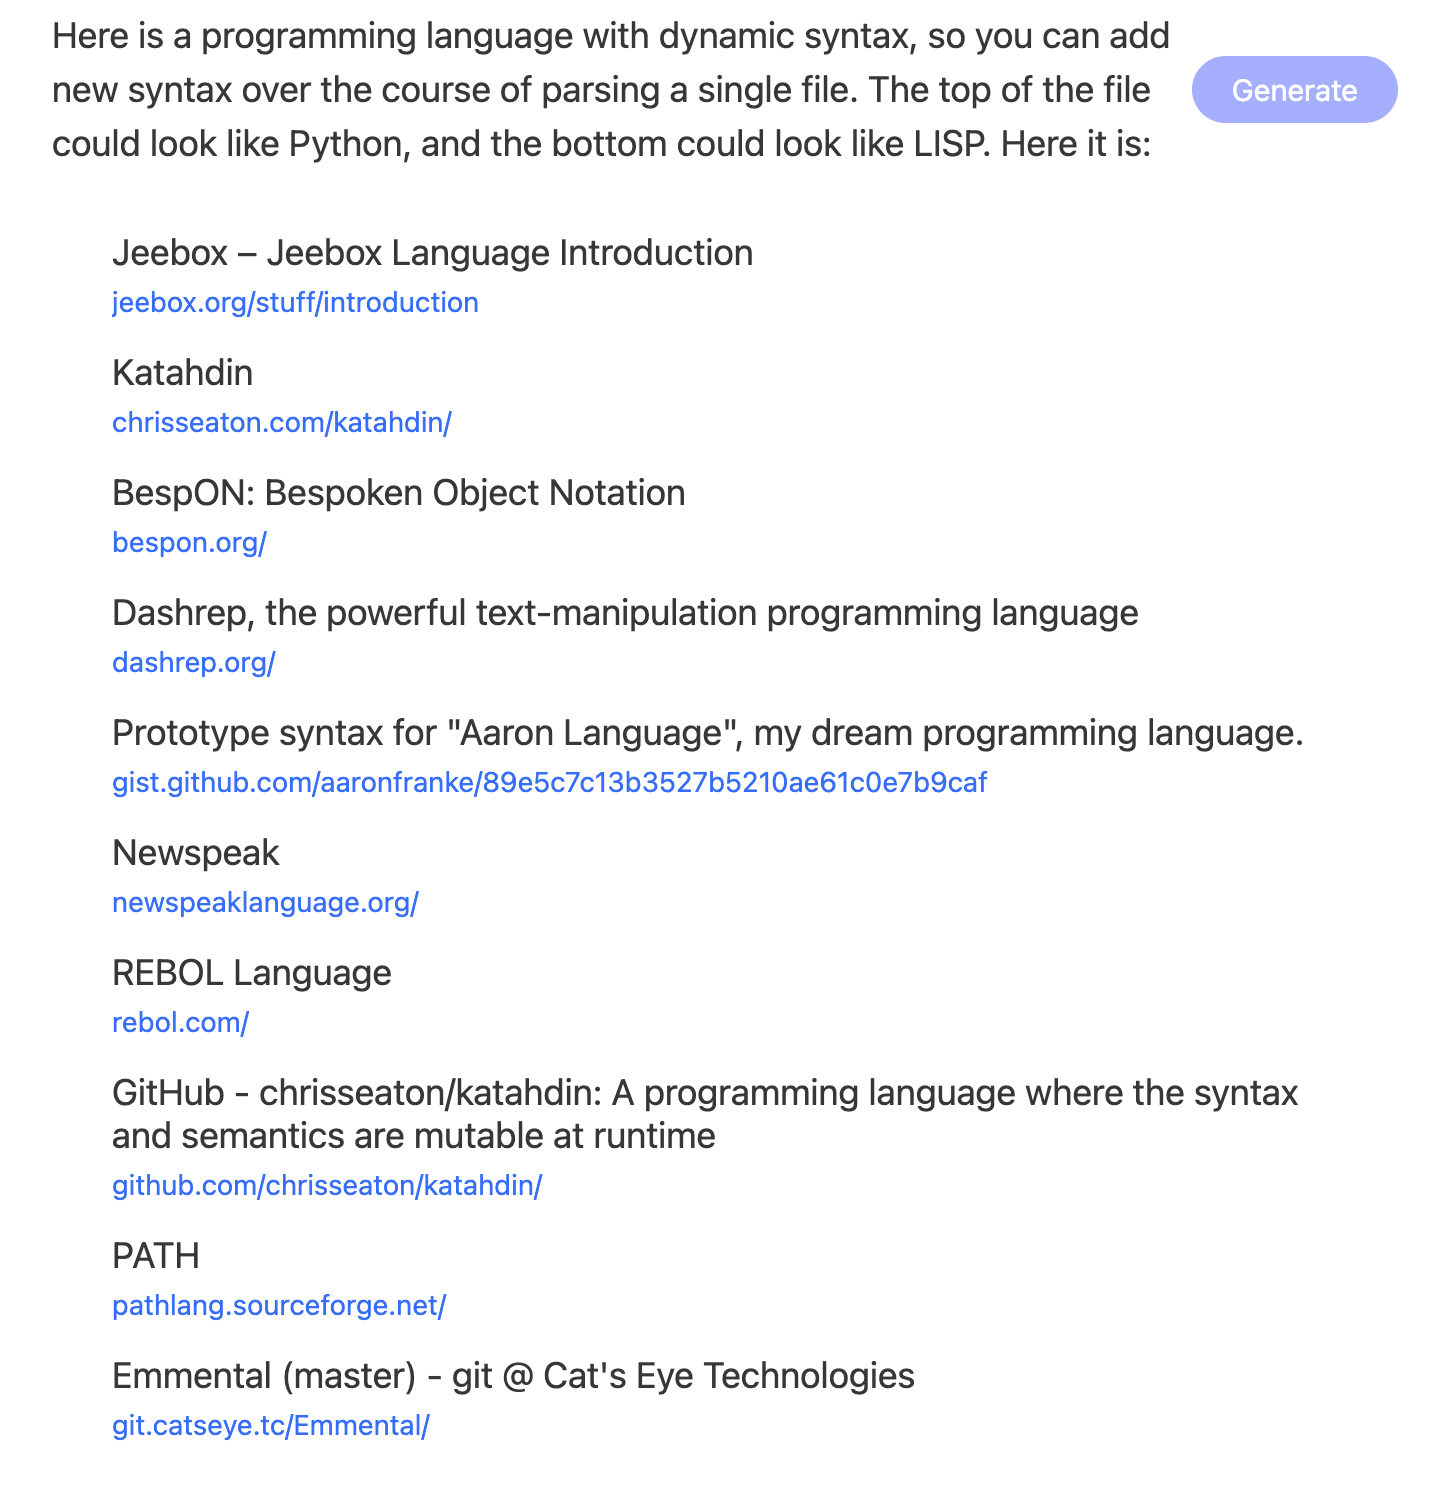 Here is a programming language with dynamic syntax, so you can add
new syntax over the course of parsing a single file. The top of the file
could look like Python, and the bottom could look like LISP. Here it is:
Generate
Jeebox – Jeebox Language Introduction
jeebox.org/stuff/introduction
Katahdin
chrisseaton.com/katahdin/
BespON: Bespoken Object Notation
bespon.org/
Dashrep, the powerful text-manipulation programming language
dashrep.org/
Prototype syntax for "Aaron Language", my dream programming language.
gist.github.com/aaronfranke/89e5c7c13b3527b5210ae61c0e7b9caf
Newspeak
newspeaklanguage.org/
REBOL Language
rebol.com/
GitHub - chrisseaton/katahdin: A programming language where the syntax
and semantics are mutable at runtime
github.com/chrisseaton/katahdin/
PATH
pathlang.sourceforge.net/
Emmental (master) - git @ Cat's Eye Technologies
git.catseye.tc/Emmental/